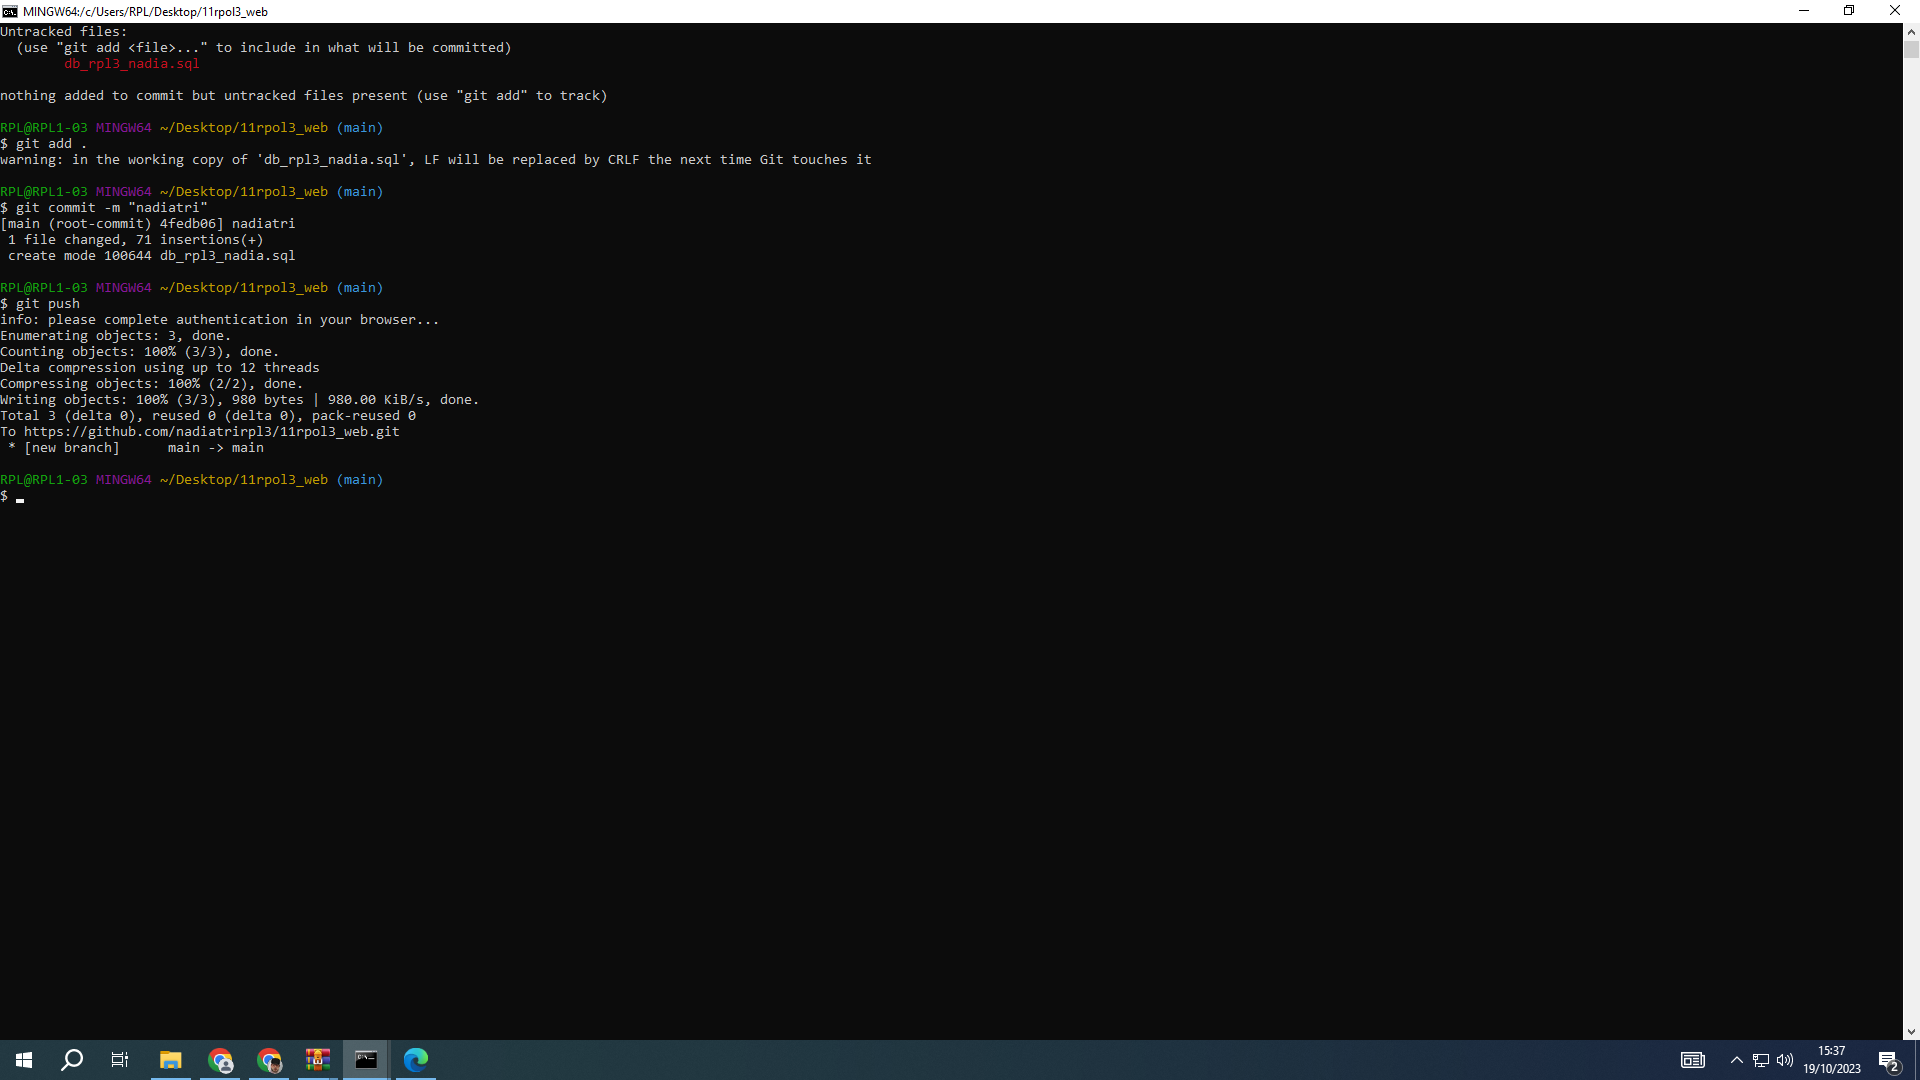 MINGW64:/c/Users/RPL/Desktop/11rpol3_web
Untracked files:
  (use "git add <file>..." to include in what will be committed)
        db_rpl3_nadia.sql
nothing added to commit but untracked files present (use "git add" to track)
RPL@RPL1-03 MINGW64 ~/Desktop/11rpol3_web (main)
$ git add .
warning: in the working copy of 'db_rpl3_nadia.sql', LF will be replaced by CRLF the next time Git touches it
RPL@RPL1-03 MINGW64 ~/Desktop/11rpol3_web (main)
$ git commit -m "nadiatri"
[main (root-commit) 4fedb06] nadiatri
 1 file changed, 71 insertions(+)
 create mode 100644 db_rpl3_nadia.sql
RPL@RPL1-03 MINGW64 ~/Desktop/11rpol3_web (main)
$ git push
info: please complete authentication in your browser...
Enumerating objects: 3, done.
Counting objects: 100% (3/3), done.
Delta compression using up to 12 threads
Compressing objects: 100% (2/2), done.
Writing objects: 100% (3/3), 980 bytes | 980.00 KiB/s, done.
Total 3 (delta 0), reused 0 (delta 0), pack-reused 0
To https://github.com/nadiatrirpl3/11rpol3_web.git
 * [new branch]      main -> main
RPL@RPL1-03 MINGW64 ~/Desktop/11rpol3_web (main)
$
15:37
19/10/2023
2